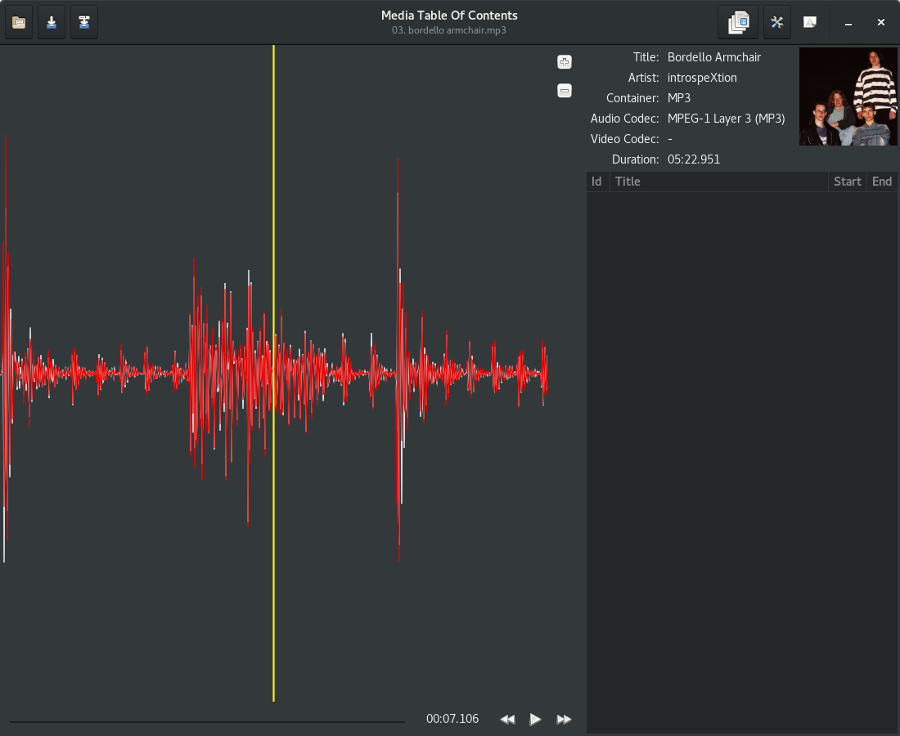 Media Table Of Contents
03. bordello armchair.mp3
Title: Bordello Armchair
Artist: introspeXtion
Container: MP3
Audio Codec: MPEG-1 Layer 3 (MP3)
Video Codec: -
Duration: 05:22.951
Id Title Start End
00:07.106